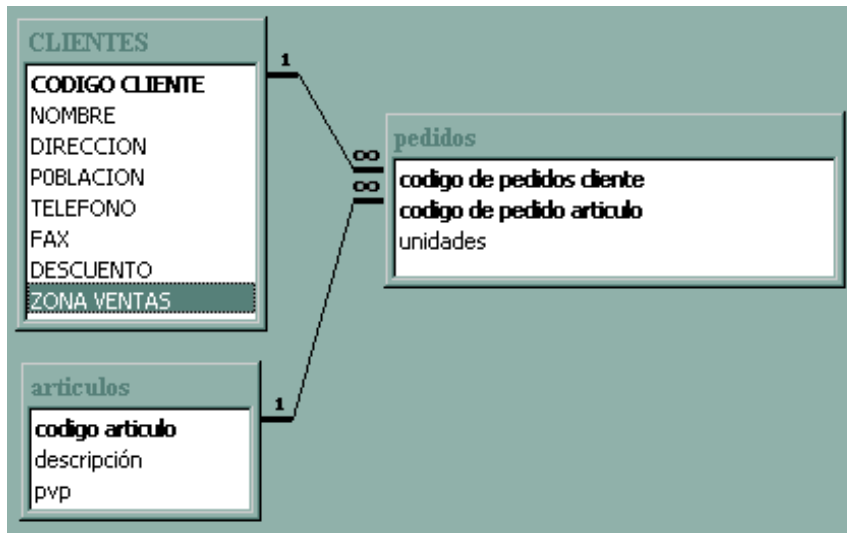 CLIENTES
CODIGO CLIENTE
NOMBRE
DIRECCION
POBLACION
TELEFONO
FAX
DESCUENTO
ZONA VENTAS
1
∞
∞
pedidos
codigo de pedidos cliente
codigo de pedido articulo
unidades
articulos
codigo articulo
descripción
pvp
1